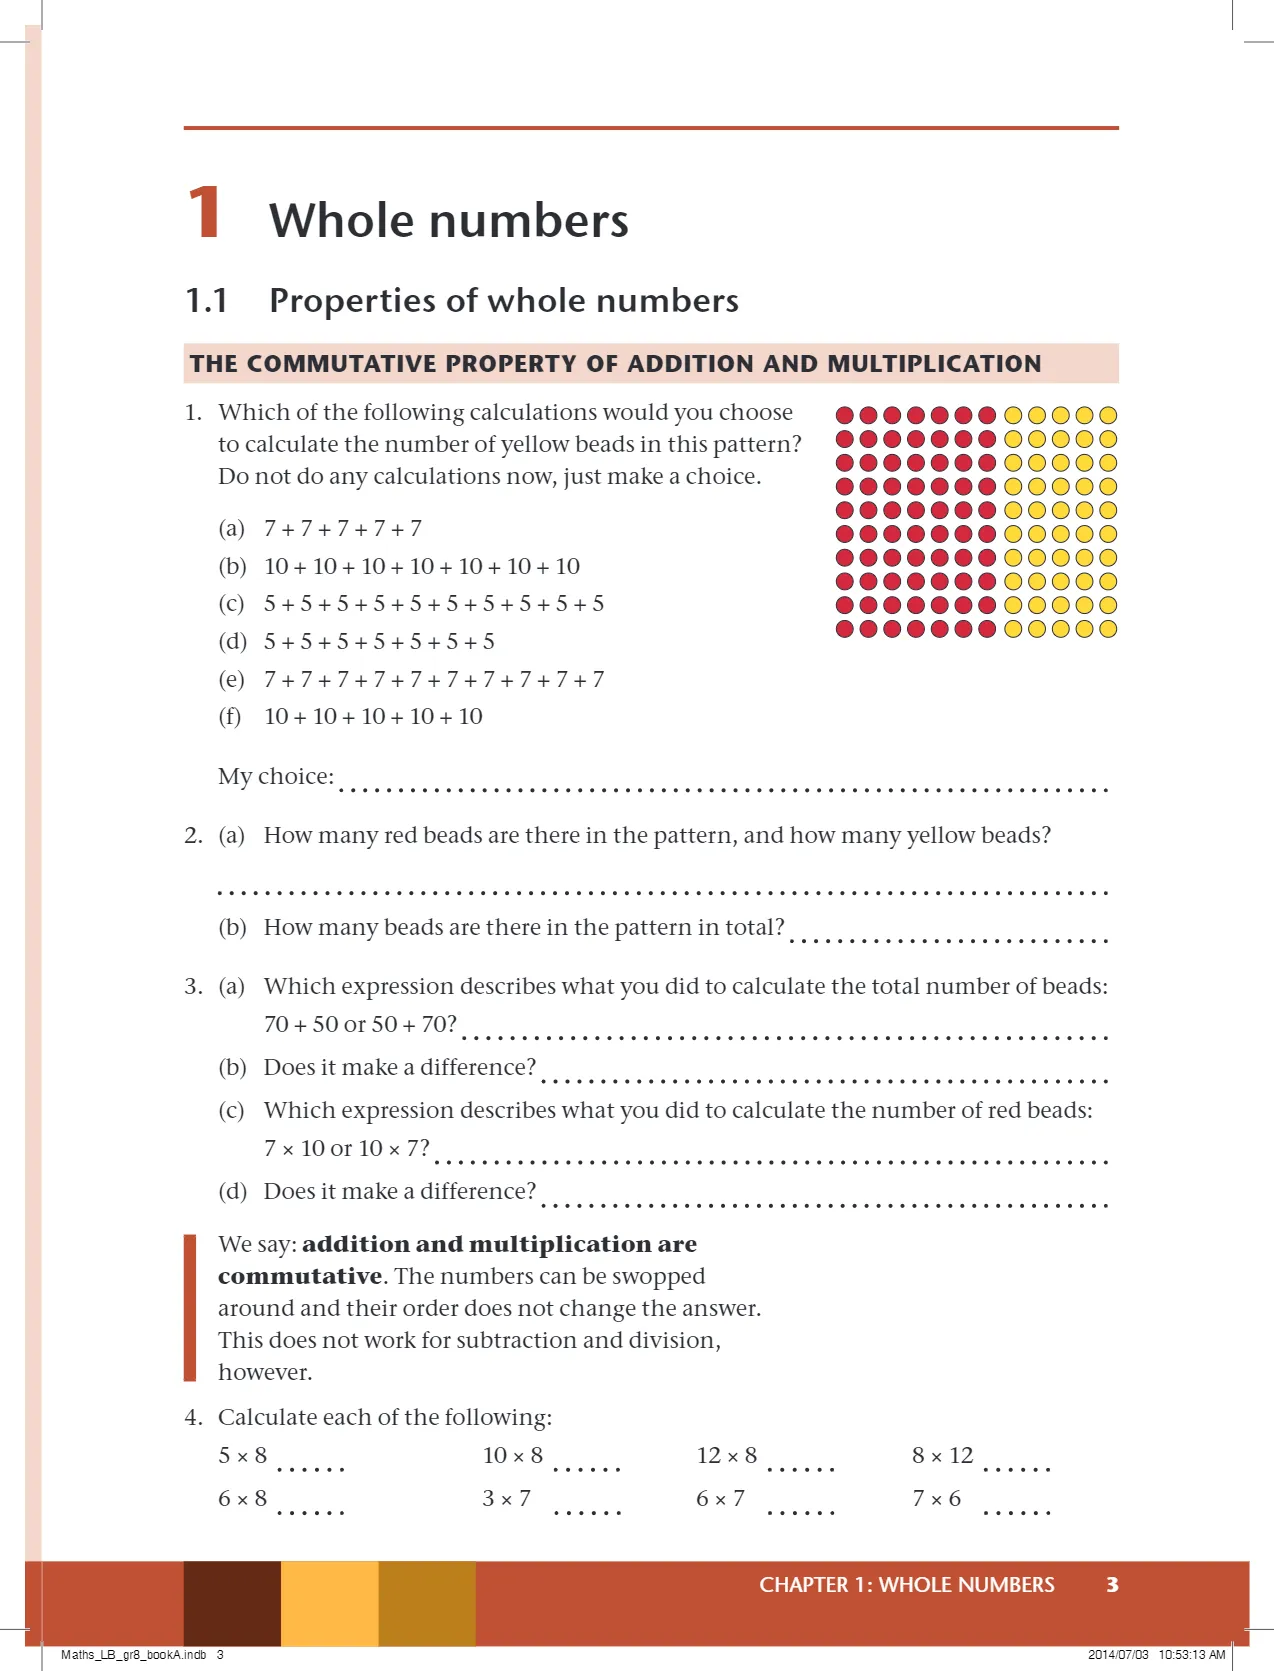 1 Whole numbers
1.1 Properties of whole numbers
THE COMMUTATIVE PROPERTY OF ADDITION AND MULTIPLICATION
1. Which of the following calculations would you choose
to calculate the number of yellow beads in this pattern?
Do not do any calculations now, just make a choice.
(a) 7 + 7 + 7 + 7 + 7
(b) 10 + 10 + 10 + 10 + 10 + 10 + 10
(c) 5 + 5 + 5 + 5 + 5 + 5 + 5 + 5 + 5 + 5
(d) 5 + 5 + 5 + 5 + 5 + 5 + 5
(e) 7 + 7 + 7 + 7 + 7 + 7 + 7 + 7 + 7 + 7
(f) 10 + 10 + 10 + 10 + 10
My choice:
2. (a) How many red beads are there in the pattern, and how many yellow beads?
(b) How many beads are there in the pattern in total?
3. (a) Which expression describes what you did to calculate the total number of beads:
70 + 50 or 50 + 70?
(b) Does it make a difference?
(c) Which expression describes what you did to calculate the number of red beads:
7 × 10 or 10 × 7?
(d) Does it make a difference?
We say: addition and multiplication are
commutative. The numbers can be swopped
around and their order does not change the answer.
This does not work for subtraction and division,
however.
4. Calculate each of the following:
5 × 8 10 × 8 12 × 8 8 × 12
6 × 8 3 × 7 6 × 7 7 × 6
CHAPTER 1: WHOLE NUMBERS 3
Maths_LB_gr8_bookA.indb 3 2014/07/03 10:53:13 AM